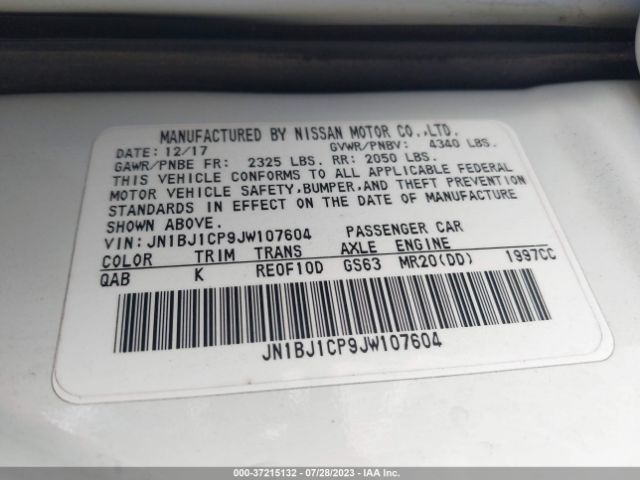 MANUFACTURED BY NISSAN MOTOR CO.,LTD.
DATE: 12/17 GVWR/PNBV: 4340 LBS.
GAWR/PNBE FR: 2325 LBS. RR: 2050 LBS.
THIS VEHICLE CONFORMS TO ALL APPLICABLE FEDERAL
MOTOR VEHICLE SAFETY,BUMPER,AND THEFT PREVENTION
STANDARDS IN EFFECT ON THE DATE OF MANUFACTURE
SHOWN ABOVE.
VIN: JN1BJ1CP9JW107604 PASSENGER CAR
COLOR TRIM TRANS AXLE ENGINE
QAB K RE0F10D GS63 MR20(DD) 1997CC
JN1BJ1CP9JW107604
000-37215132 - 07/28/2023 - IAA Inc.